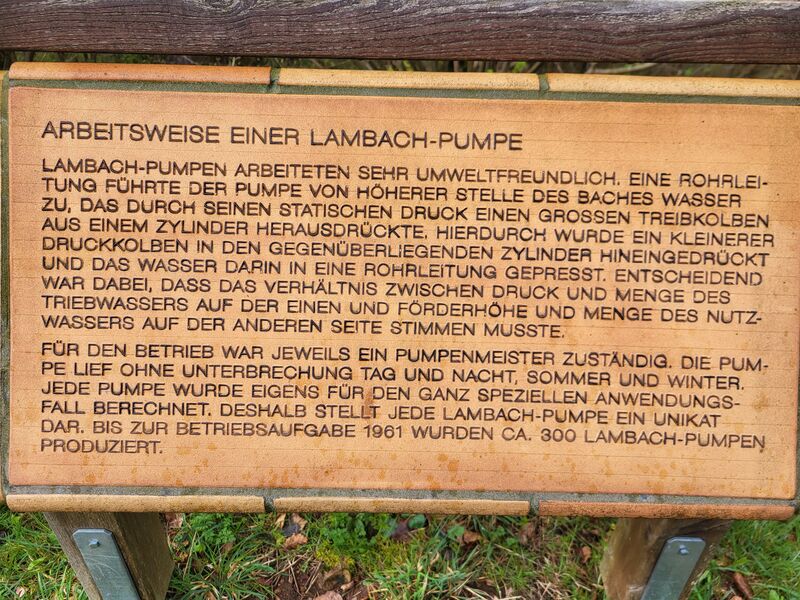 ARBEITSWEISE EINER LAMBACH-PUMPE
LAMBACH-PUMPEN ARBEITETEN SEHR UMWELTFREUNDLICH. EINE ROHRLEI-
TUNG FÜHRTE DER PUMPE VON HÖHERER STELLE DES BACHES WASSER
ZU, DAS DURCH SEINEN STATISCHEN DRUCK EINEN GROSSEN TREIBKOLBEN
AUS EINEM ZYLINDER HERAUSDRÜCKTE. HIERDURCH WURDE EIN KLEINERER
DRUCKKOLBEN IN DEN GEGENÜBERLIEGENDEN ZYLINDER HINEINGEDRÜCKT
UND DAS WASSER DARIN IN EINE ROHRLEITUNG GEPRESST. ENTSCHEIDEND
WAR DABEI, DASS DAS VERHÄLTNIS ZWISCHEN DRUCK UND MENGE DES
TRIEBWASSERS AUF DER EINEN UND FÖRDERHÖHE UND MENGE DES NUTZ-
WASSERS AUF DER ANDEREN SEITE STIMMEN MUSSTE.
FÜR DEN BETRIEB WAR JEWEILS EIN PUMPENMEISTER ZUSTÄNDIG. DIE PUM-
PE LIEF OHNE UNTERBRECHUNG TAG UND NACHT, SOMMER UND WINTER.
JEDE PUMPE WURDE EIGENS FÜR DEN GANZ SPEZIELLEN ANWENDUNGS-
FALL BERECHNET. DESHALB STELLT JEDE LAMBACH-PUMPE EIN UNIKAT
DAR. BIS ZUR BETRIEBSAUFGABE 1961 WURDEN CA. 300 LAMBACH-PUMPEN
PRODUZIERT.